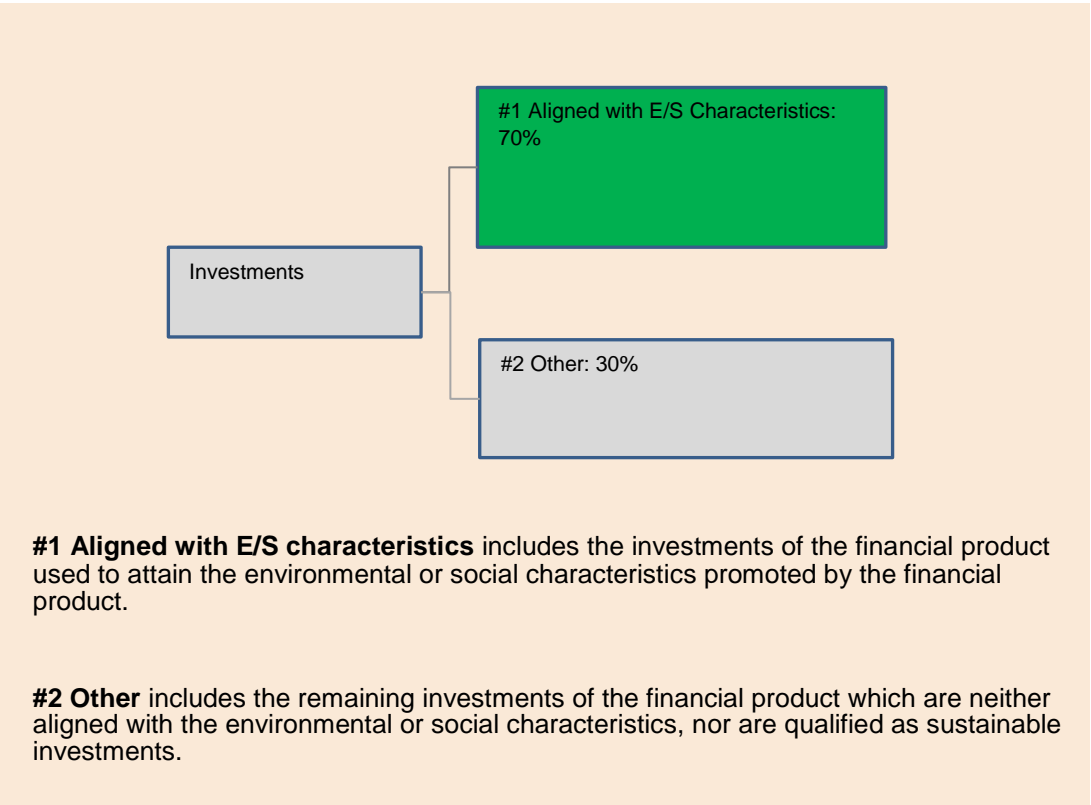 #1 Aligned with E/S Characteristics:
70%
Investments
#2 Other: 30%
#1 Aligned with E/S characteristics includes the investments of the financial product
used to attain the environmental or social characteristics promoted by the financial
product.
#2 Other includes the remaining investments of the financial product which are neither
aligned with the environmental or social characteristics, nor are qualified as sustainable
investments.